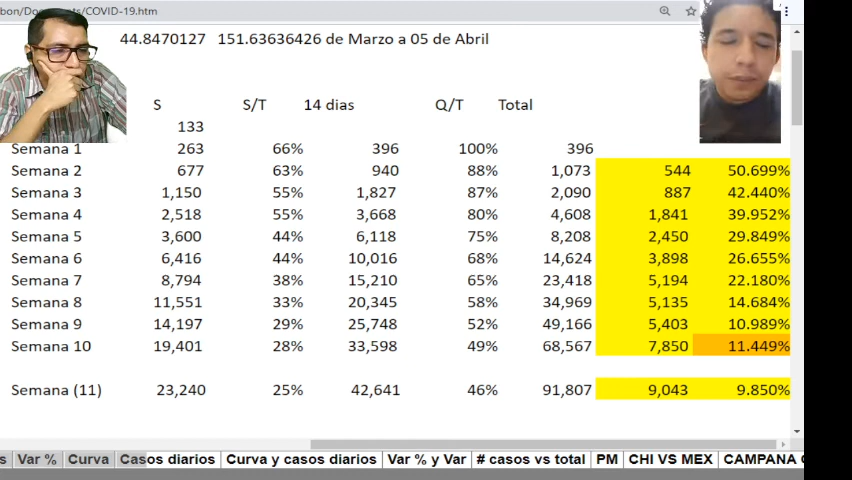 bon/Documents/COVID-19.htm
44.8470127 151.63636426 de Marzo a 05 de Abril
S S/T 14 dias Q/T Total
133
Semana 1 263 66% 396 100% 396
Semana 2 677 63% 940 88% 1,073 544 50.699%
Semana 3 1,150 55% 1,827 87% 2,090 887 42.440%
Semana 4 2,518 55% 3,668 80% 4,608 1,841 39.952%
Semana 5 3,600 44% 6,118 75% 8,208 2,450 29.849%
Semana 6 6,416 44% 10,016 68% 14,624 3,898 26.655%
Semana 7 8,794 38% 15,210 65% 23,418 5,194 22.180%
Semana 8 11,551 33% 20,345 58% 34,969 5,135 14.684%
Semana 9 14,197 29% 25,748 52% 49,166 5,403 10.989%
Semana 10 19,401 28% 33,598 49% 68,567 7,850 11.449%
Semana (11) 23,240 25% 42,641 46% 91,807 9,043 9.850%
s Var % Curva Casos diarios Curva y casos diarios Var % y Var # casos vs total PM CHI VS MEX CAMPANA